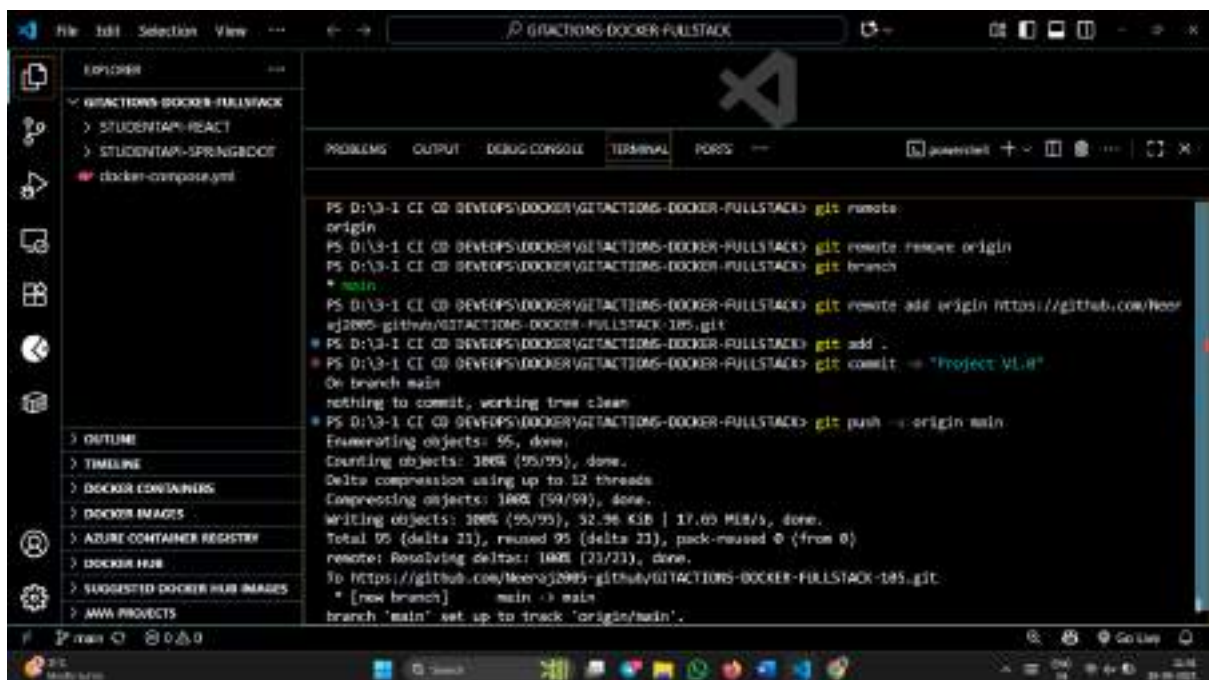 File Edit Selection View ···
GITACTIONS-DOCKER-FULLSTACK
EXPLORER ···
GITACTIONS-DOCKER-FULLSTACK
STUDENTAPI-REACT
STUDENTAPI-SPRINGBOOT
docker-compose.yml
OUTLINE
TIMELINE
DOCKER CONTAINERS
DOCKER IMAGES
AZURE CONTAINER REGISTRY
DOCKER HUB
SUGGESTED DOCKER HUB IMAGES
JAVA PROJECTS
PROBLEMS OUTPUT DEBUG CONSOLE TERMINAL PORTS ···
powershell
PS D:\3-1 CI CD DEVEOPS\DOCKER\GITACTIONS-DOCKER-FULLSTACK> git remote
origin
PS D:\3-1 CI CD DEVEOPS\DOCKER\GITACTIONS-DOCKER-FULLSTACK> git remote remove origin
PS D:\3-1 CI CD DEVEOPS\DOCKER\GITACTIONS-DOCKER-FULLSTACK> git branch
* main
PS D:\3-1 CI CD DEVEOPS\DOCKER\GITACTIONS-DOCKER-FULLSTACK> git remote add origin https://github.com/Neer
aj2005-github/GITACTIONS-DOCKER-FULLSTACK-105.git
PS D:\3-1 CI CD DEVEOPS\DOCKER\GITACTIONS-DOCKER-FULLSTACK> git add .
PS D:\3-1 CI CD DEVEOPS\DOCKER\GITACTIONS-DOCKER-FULLSTACK> git commit "Project V1.0"
On branch main
nothing to commit, working tree clean
PS D:\3-1 CI CD DEVEOPS\DOCKER\GITACTIONS-DOCKER-FULLSTACK> git push origin main
Enumerating objects: 95, done.
Counting objects: 100% (95/95), done.
Delta compression using up to 12 threads
Compressing objects: 100% (59/59), done.
Writing objects: 100% (95/95), 52.96 KiB | 17.65 MiB/s, done.
Total 95 (delta 21), reused 95 (delta 21), pack-reused 0 (from 0)
remote: Resolving deltas: 100% (21/21), done.
To https://github.com/Neeraj2005-github/GITACTIONS-DOCKER-FULLSTACK-105.git
* [new branch] main -> main
branch 'main' set up to track 'origin/main'.
main 0 0 0
Go Live
Search